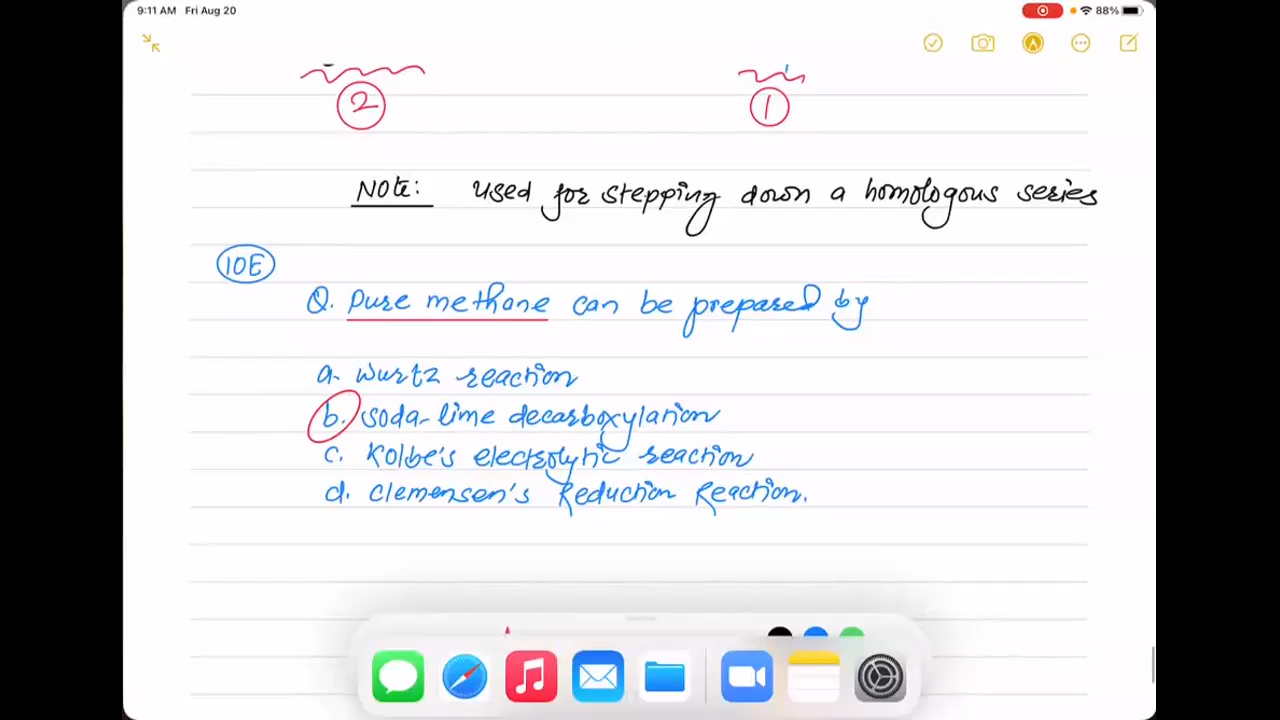 9:11 AM Fri Aug 20
88%
2
1
Note: used for stepping down a homologous series
10E
Q. Pure methane can be prepared by
a. Wurtz reaction
b. Soda-lime decarboxylation
c. Kolbe's electrolytic reaction
d. Clemensen's Reduction Reaction.